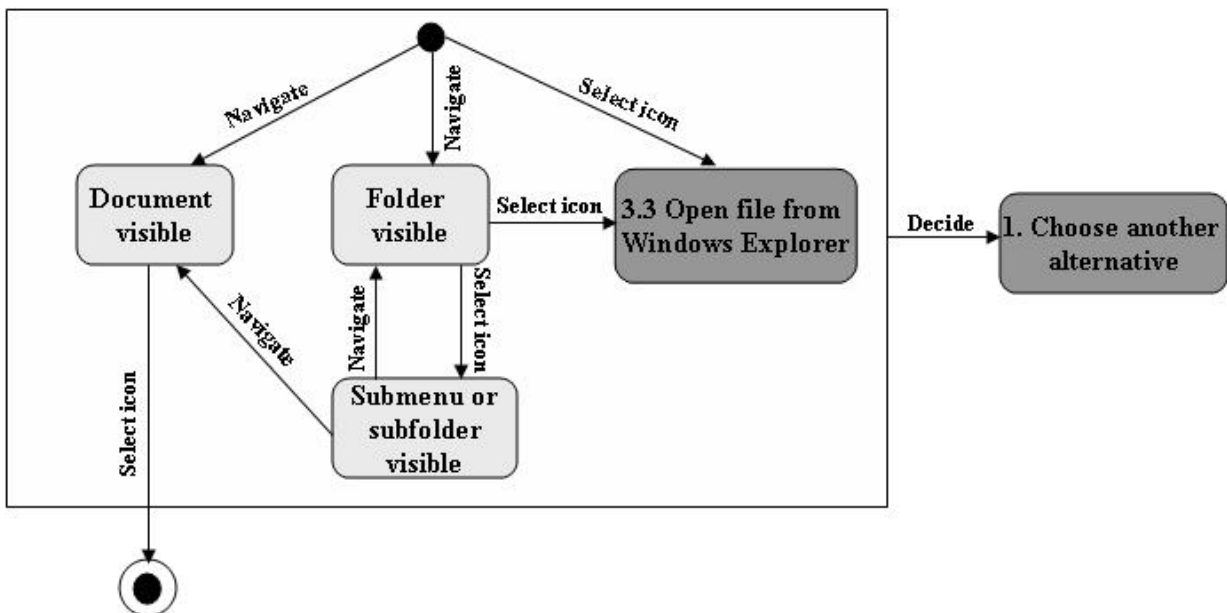 Navigate
Navigate
Select icon
Document
visible
Folder
visible
Select icon
3.3 Open file from
Windows Explorer
Decide
1. Choose another
alternative
Select icon
Navigate
Navigate
Select icon
Submenu or
subfolder
visible